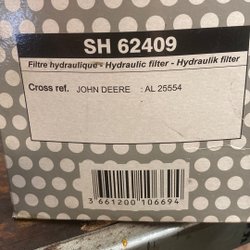 SH 62409
Filtre hydraulique - Hydraulic filter - Hydraulik filter
Cross ref. JOHN DEERE : AL 25554
3 661200 106694